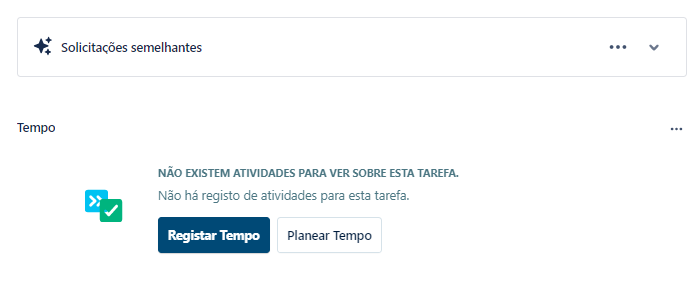 Solicitações semelhantes
Tempo
NÃO EXISTEM ATIVIDADES PARA VER SOBRE ESTA TAREFA.
Não há registo de atividades para esta tarefa.
Registar Tempo
Planear Tempo